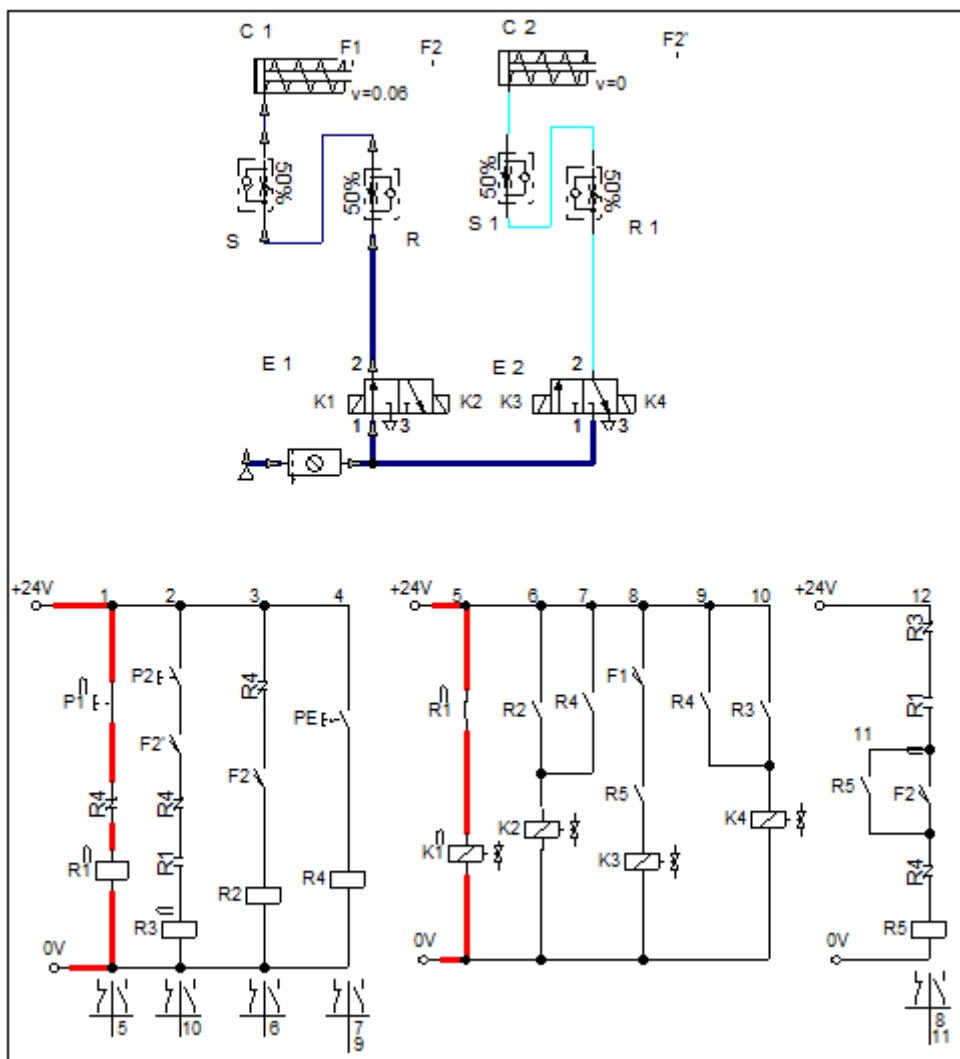 C 1
F1
F2
C 2
F2'
v=0.06
v=0
50%
50%
50%
50%
S
R
S 1
R 1
E 1
2
E 2
2
K1
K2
K3
K4
1
3
1
3
+24V
1
2
3
4
P1
P2
R4
PE
F2'
F2
R4
R4
R1
R1
R3
R2
R4
0V
5
10
6
7
9
+24V
5
6
7
8
9
10
R1
R2
R4
F1
R4
R3
R5
K1
K2
K3
K4
0V
+24V
12
R3
R1
11
R5
F2
R4
R5
0V
8
11